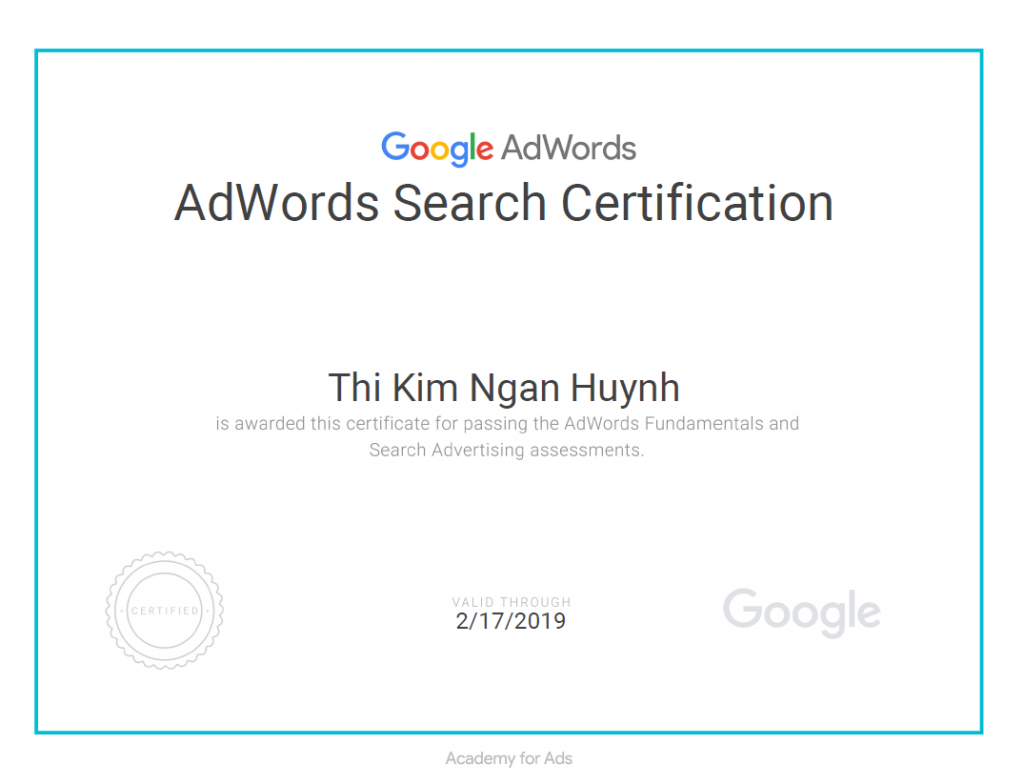 Google AdWords
AdWords Search Certification
Thi Kim Ngan Huynh
is awarded this certificate for passing the AdWords Fundamentals and
Search Advertising assessments.
· CERTIFIED ·
VALID THROUGH
2/17/2019
Google
Academy for Ads